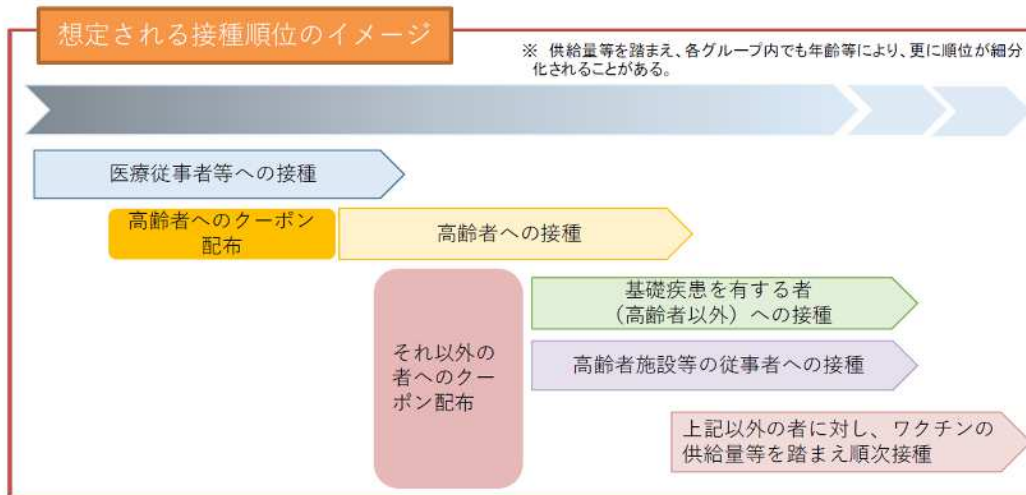 想定される接種順位のイメージ
※ 供給量等を踏まえ、各グループ内でも年齢等により、更に順位が細分
化されることがある。
医療従事者等への接種
高齢者へのクーポン
配布
高齢者への接種
基礎疾患を有する者
（高齢者以外）への接種
それ以外の
者へのクー
ポン配布
高齢者施設等の従事者への接種
上記以外の者に対し、ワクチンの
供給量等を踏まえ順次接種